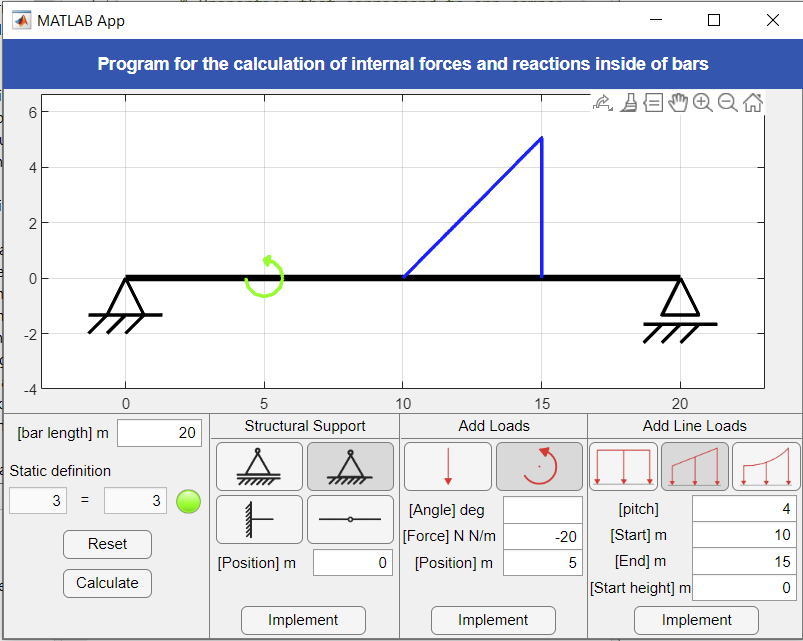 MATLAB App
Program for the calculation of internal forces and reactions inside of bars
6
4
2
0
-2
-4
0 5 10 15 20
[bar length] m 20
Static definition
3 = 3
Reset
Calculate
Structural Support
[Position] m 0
Implement
Add Loads
[Angle] deg
[Force] N N/m -20
[Position] m 5
Implement
Add Line Loads
[pitch] 4
[Start] m 10
[End] m 15
[Start height] m 0
Implement